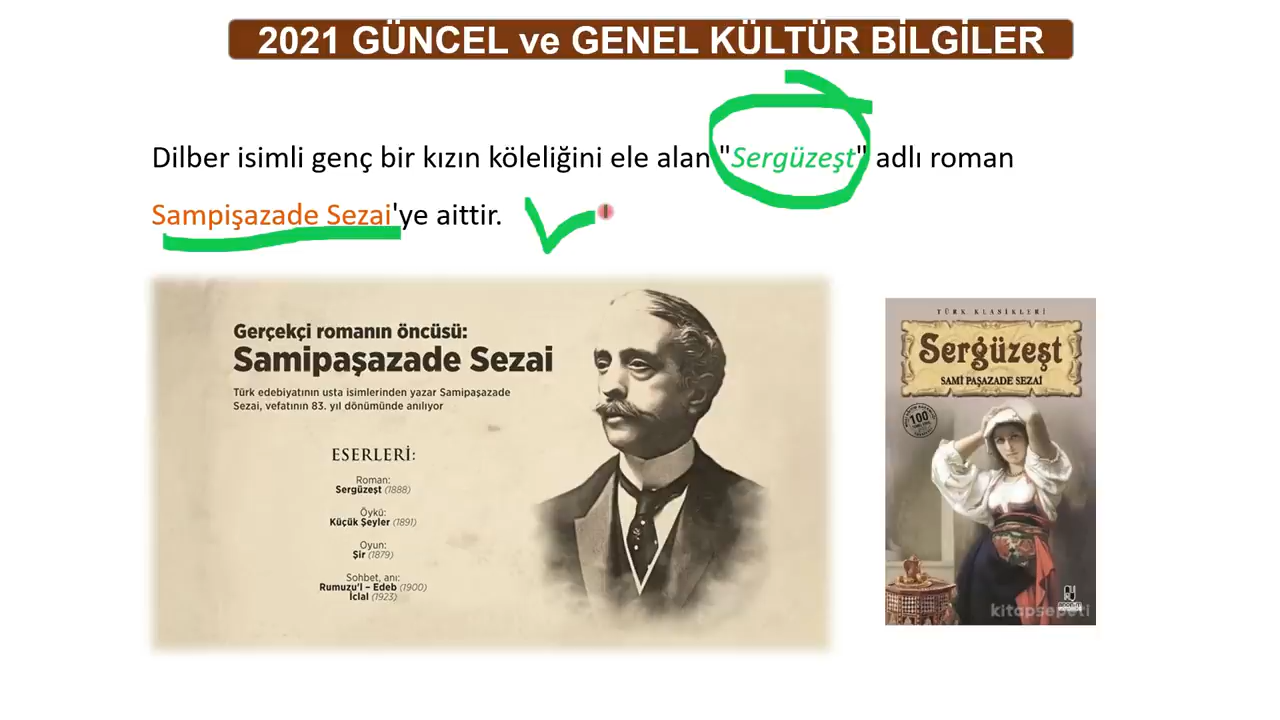 2021 GÜNCEL ve GENEL KÜLTÜR BİLGİLER
Dilber isimli genç bir kızın köleliğini ele alan "Sergüzeşt" adlı roman
Sampişazade Sezai'ye aittir.
Gerçekçi romanın öncüsü:
Samipaşazade Sezai
Türk edebiyatının usta isimlerinden yazar Samipaşazade
Sezai, vefatının 83. yıl dönümünde anılıyor
ESERLERİ:
Roman:
Sergüzeşt (1888)
Öykü:
Küçük Şeyler (1891)
Oyun:
Şir (1879)
Sohbet, anı:
Rumuzu'l – Edeb (1900)
İclal (1923)
TÜRK KLASİKLERİ
Sergüzeşt
SAMİ PAŞAZADE SEZAİ
100
kitapsepeti